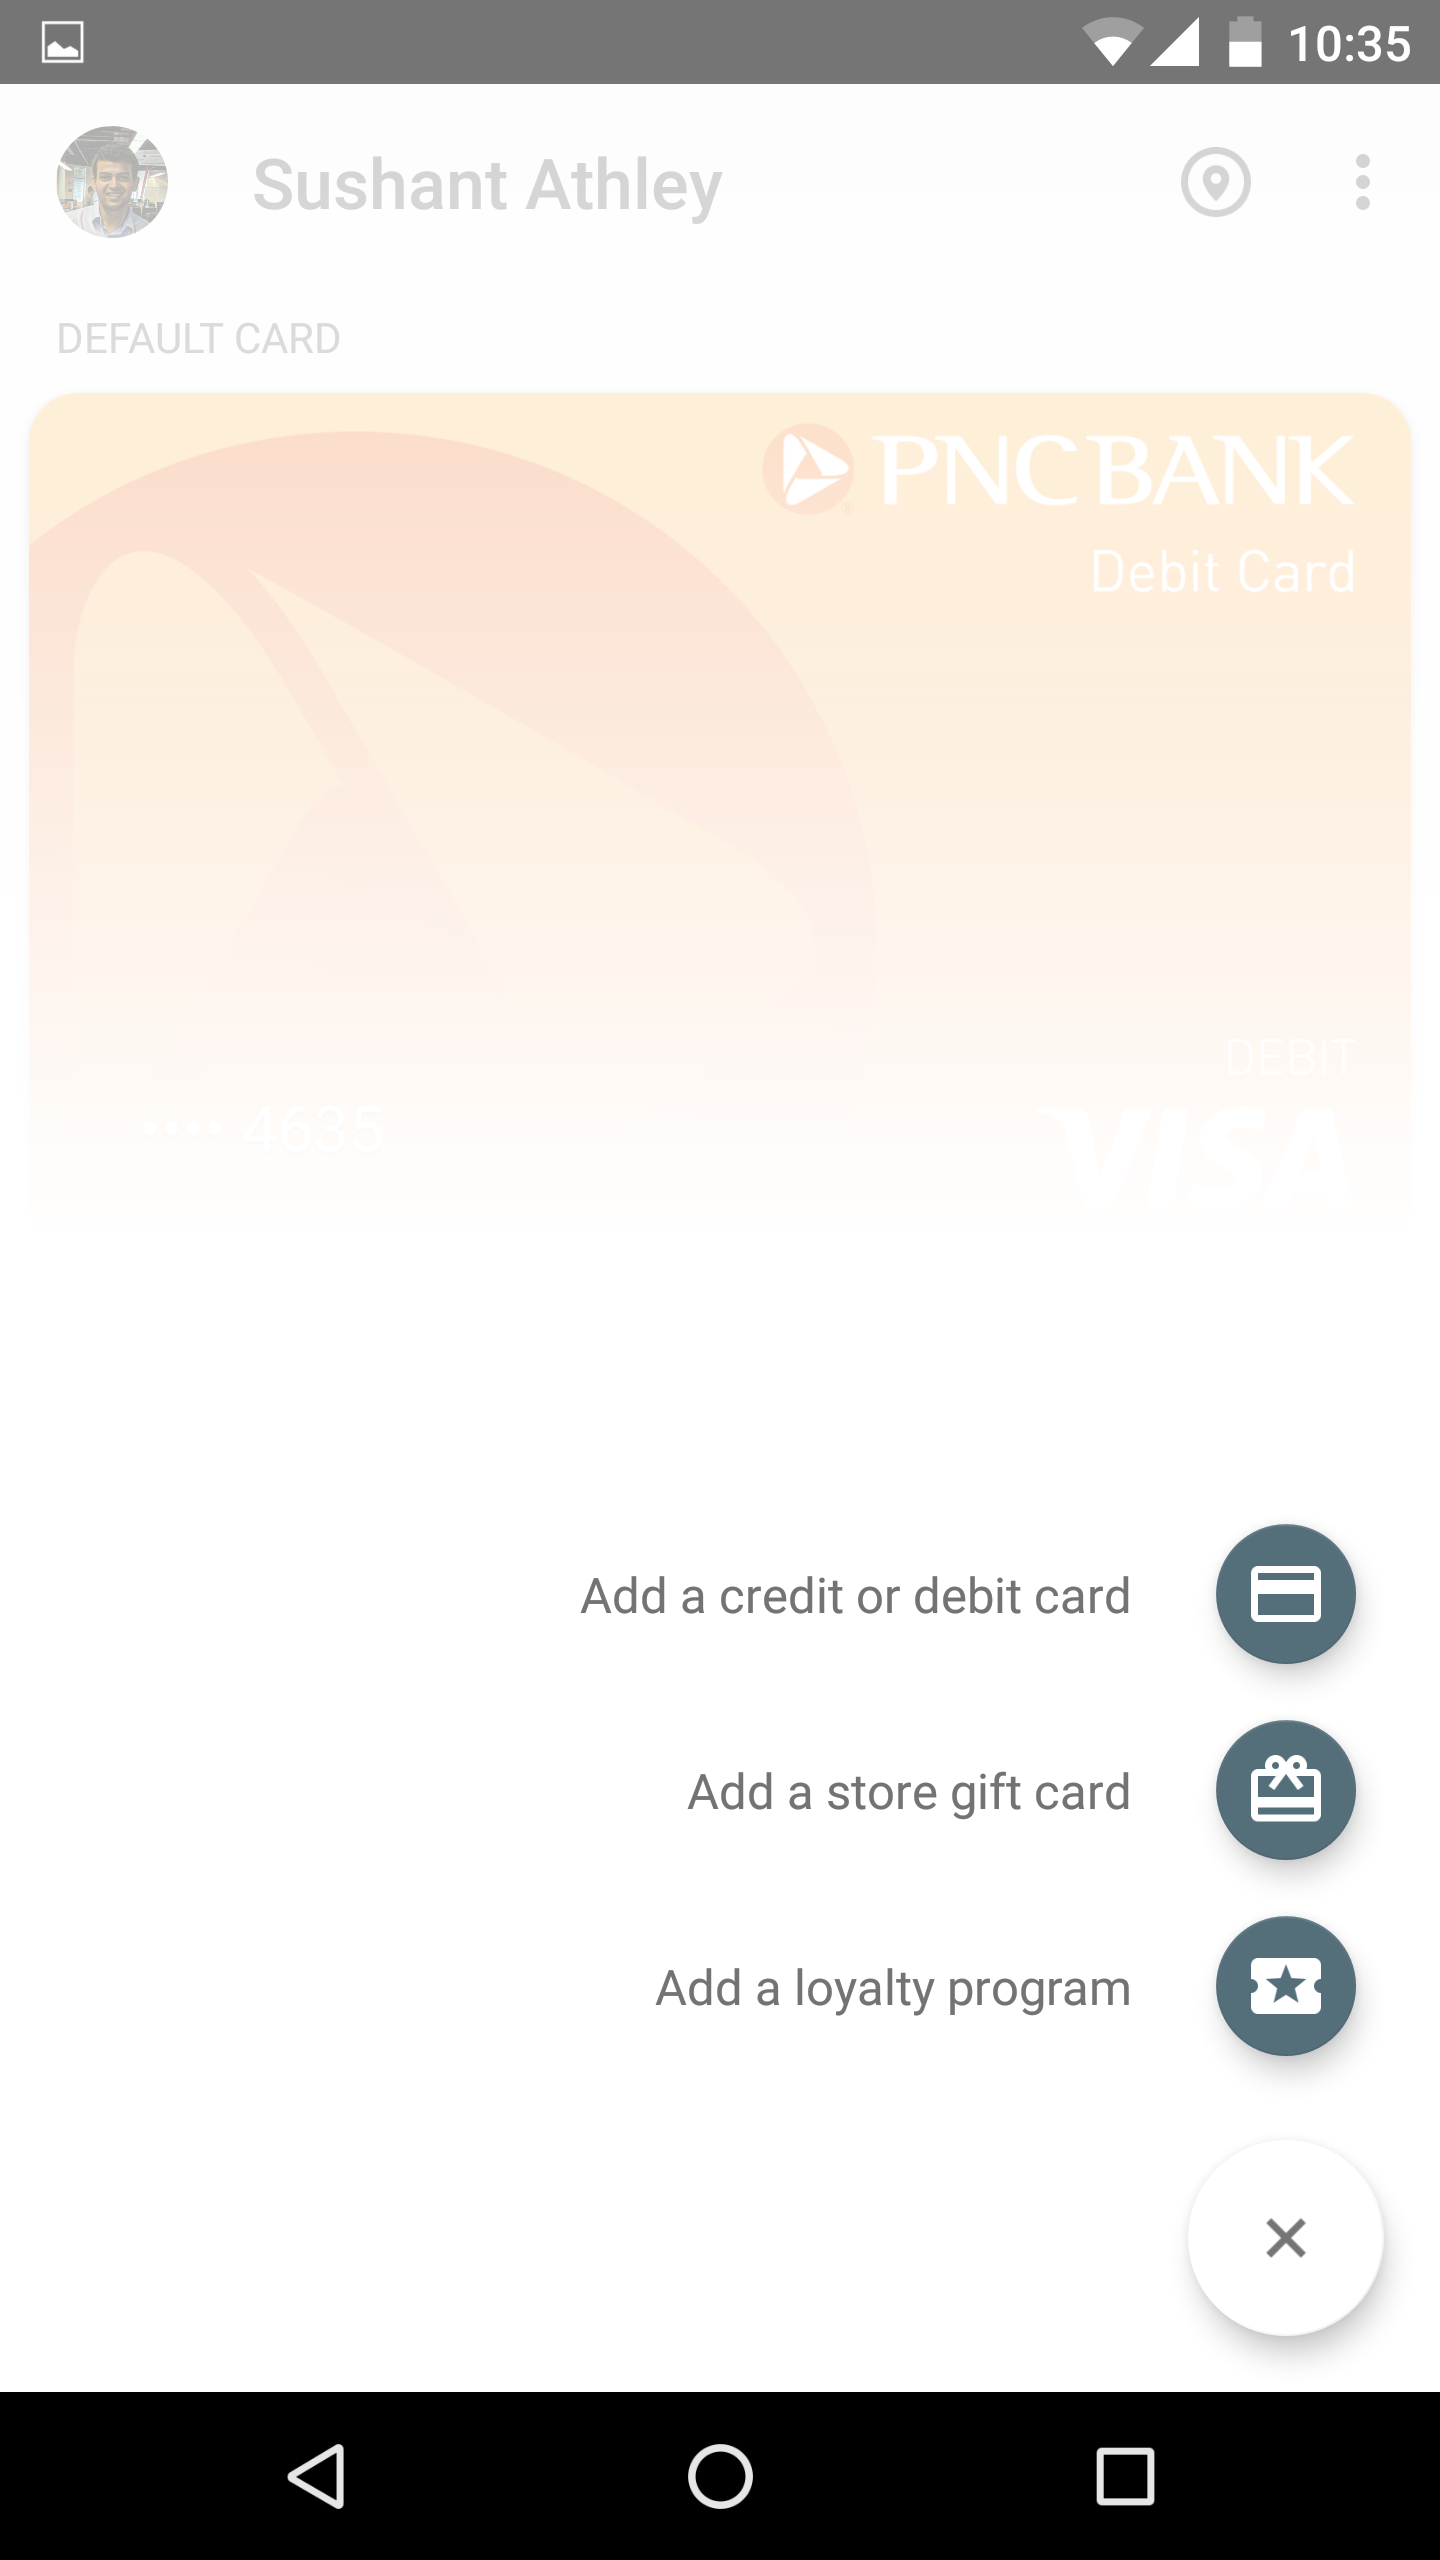 10:35
Sushant Athley
DEFAULT CARD
PNCBANK
Debit Card
DEBIT
•••• 4635
VISA
Add a credit or debit card
Add a store gift card
Add a loyalty program